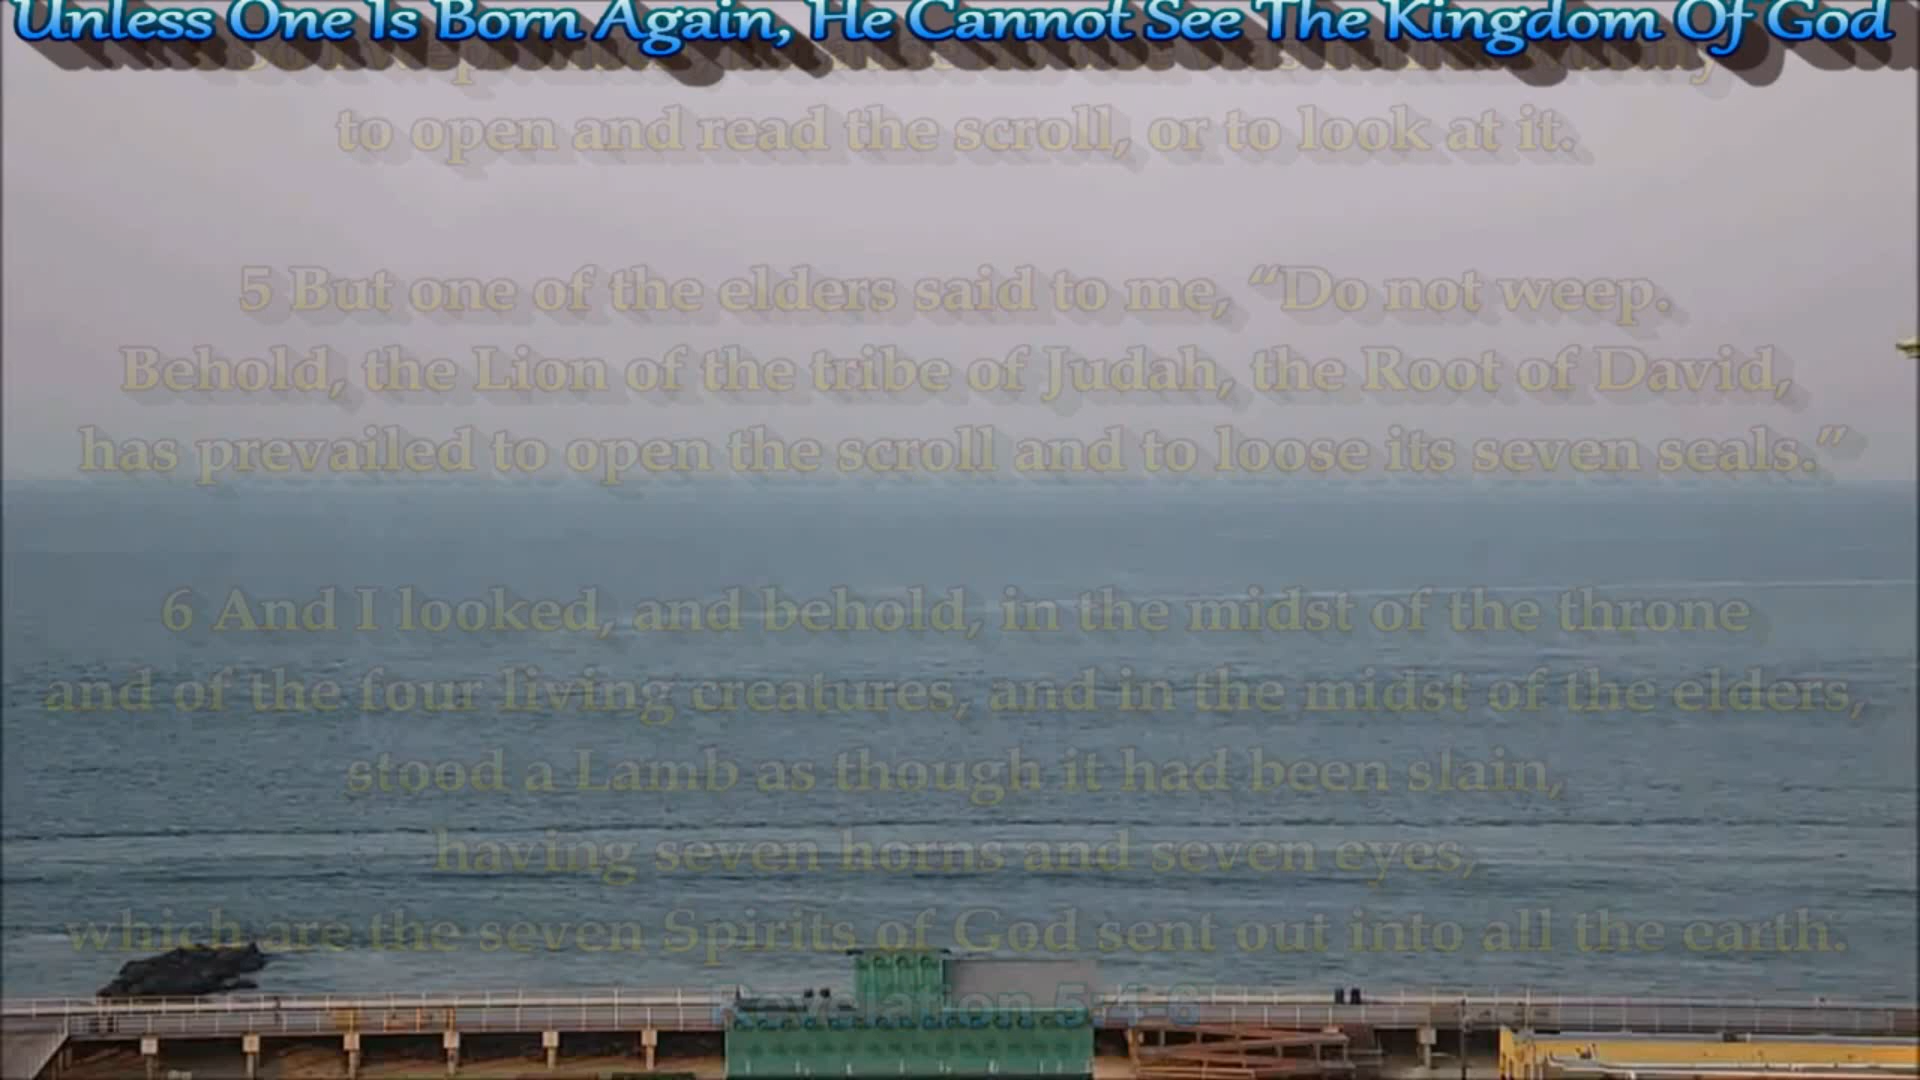 Unless One Is Born Again, He Cannot See The Kingdom Of God
to open and read the scroll, or to look at it.
5 But one of the elders said to me, “Do not weep.
Behold, the Lion of the tribe of Judah, the Root of David,
has prevailed to open the scroll and to loose its seven seals.”
6 And I looked, and behold, in the midst of the throne
and of the four living creatures, and in the midst of the elders,
stood a Lamb as though it had been slain,
having seven horns and seven eyes,
which are the seven Spirits of God sent out into all the earth.
Revelation 5:4-6